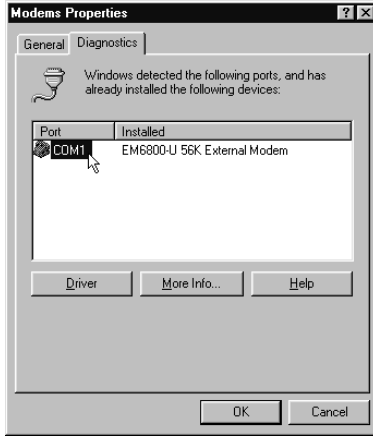 Modems Properties
General Diagnostics
Windows detected the following ports, and has
already installed the following devices:
Port Installed
COM1 EM6800-U 56K External Modem
Driver More Info... Help
OK Cancel